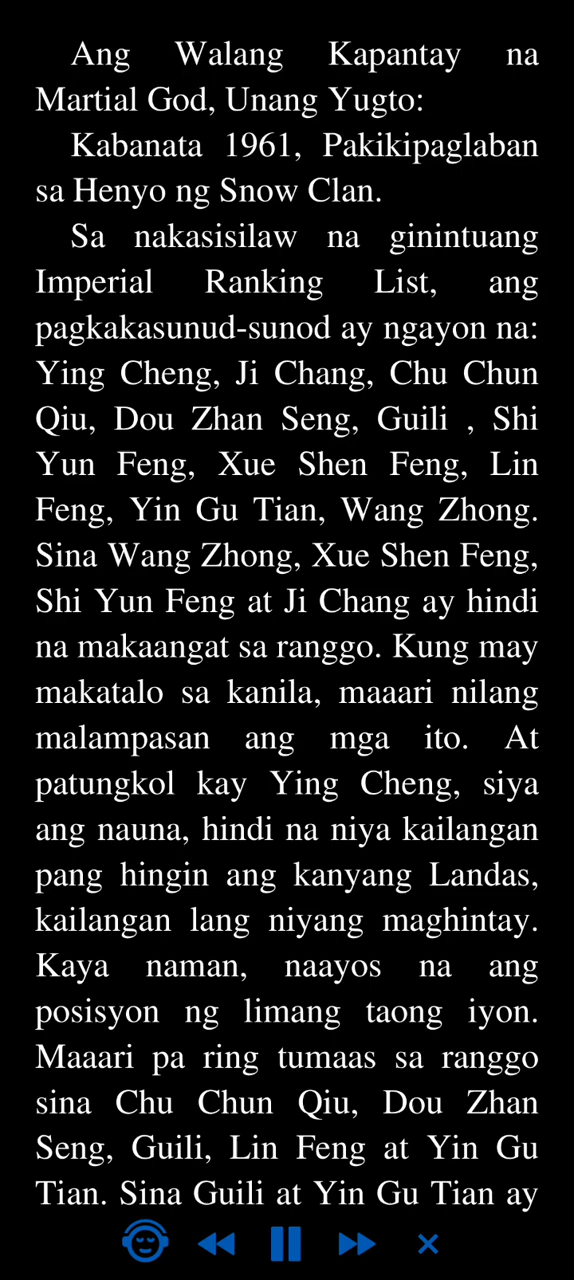 Ang Walang Kapantay na
Martial God, Unang Yugto:
Kabanata 1961, Pakikipaglaban
sa Henyo ng Snow Clan.
Sa nakasisilaw na ginintuang
Imperial Ranking List, ang
pagkakasunud-sunod ay ngayon na:
Ying Cheng, Ji Chang, Chu Chun
Qiu, Dou Zhan Seng, Guili , Shi
Yun Feng, Xue Shen Feng, Lin
Feng, Yin Gu Tian, Wang Zhong.
Sina Wang Zhong, Xue Shen Feng,
Shi Yun Feng at Ji Chang ay hindi
na makaangat sa ranggo. Kung may
makatalo sa kanila, maaari nilang
malampasan ang mga ito. At
patungkol kay Ying Cheng, siya
ang nauna, hindi na niya kailangan
pang hingin ang kanyang Landas,
kailangan lang niyang maghintay.
Kaya naman, naayos na ang
posisyon ng limang taong iyon.
Maaari pa ring tumaas sa ranggo
sina Chu Chun Qiu, Dou Zhan
Seng, Guili, Lin Feng at Yin Gu
Tian. Sina Guili at Yin Gu Tian ay